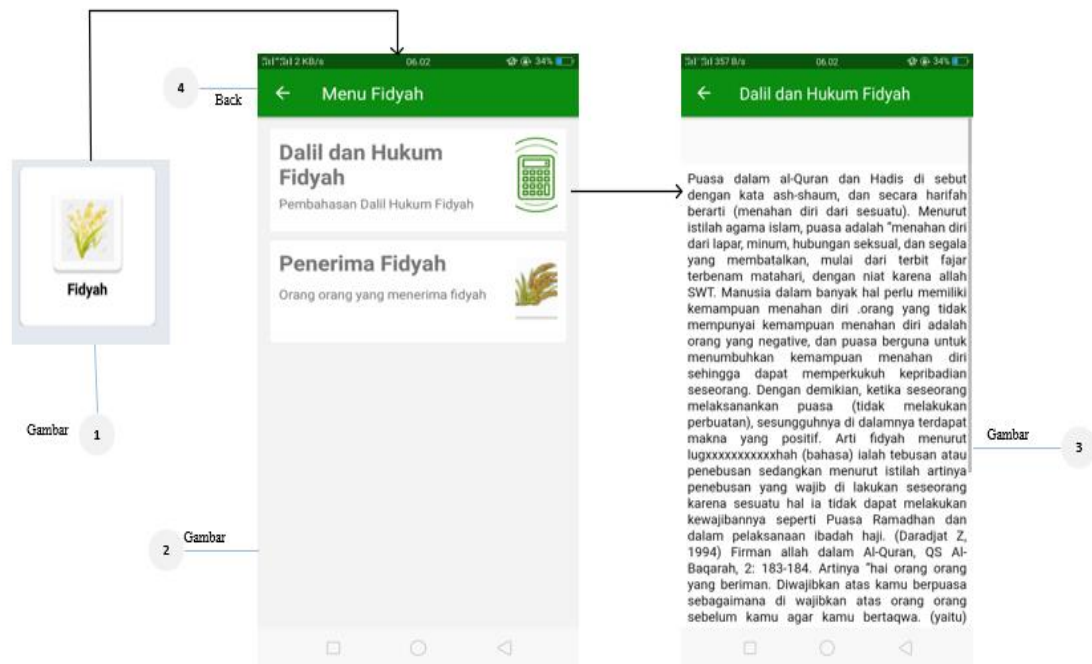 2 KB/s 06.02 34%
4 Back
Menu Fidyah
Dalil dan Hukum
Fidyah
Pembahasan Dalil Hukum Fidyah
Penerima Fidyah
Orang orang yang menerima fidyah
Fidyah
Gambar 1
Gambar
2
357 B/s 06.02 34%
Dalil dan Hukum Fidyah
Puasa dalam al-Quran dan Hadis di sebut
dengan kata ash-shaum, dan secara harifah
berarti (menahan diri dari sesuatu). Menurut
istilah agama islam, puasa adalah "menahan diri
dari lapar, minum, hubungan seksual, dan segala
yang membatalkan, mulai dari terbit fajar
terbenam matahari, dengan niat karena allah
SWT. Manusia dalam banyak hal perlu memiliki
kemampuan menahan diri .orang yang tidak
mempunyai kemampuan menahan diri adalah
orang yang negative, dan puasa berguna untuk
menumbuhkan kemampuan menahan diri
sehingga dapat memperkukuh kepribadian
seseorang. Dengan demikian, ketika seseorang
melaksanankan puasa (tidak melakukan
perbuatan), sesungguhnya di dalamnya terdapat
makna yang positif. Arti fidyah menurut
lugxxxxxxxxxxxhah (bahasa) ialah tebusan atau
penebusan sedangkan menurut istilah artinya
penebusan yang wajib di lakukan seseorang
karena sesuatu hal ia tidak dapat melakukan
kewajibannya seperti Puasa Ramadhan dan
dalam pelaksanaan ibadah haji. (Daradjat Z,
1994) Firman allah dalam Al-Quran, QS Al-
Baqarah, 2: 183-184. Artinya "hai orang orang
yang beriman. Diwajibkan atas kamu berpuasa
sebagaimana di wajibkan atas orang orang
sebelum kamu agar kamu bertaqwa. (yaitu)
Gambar
3